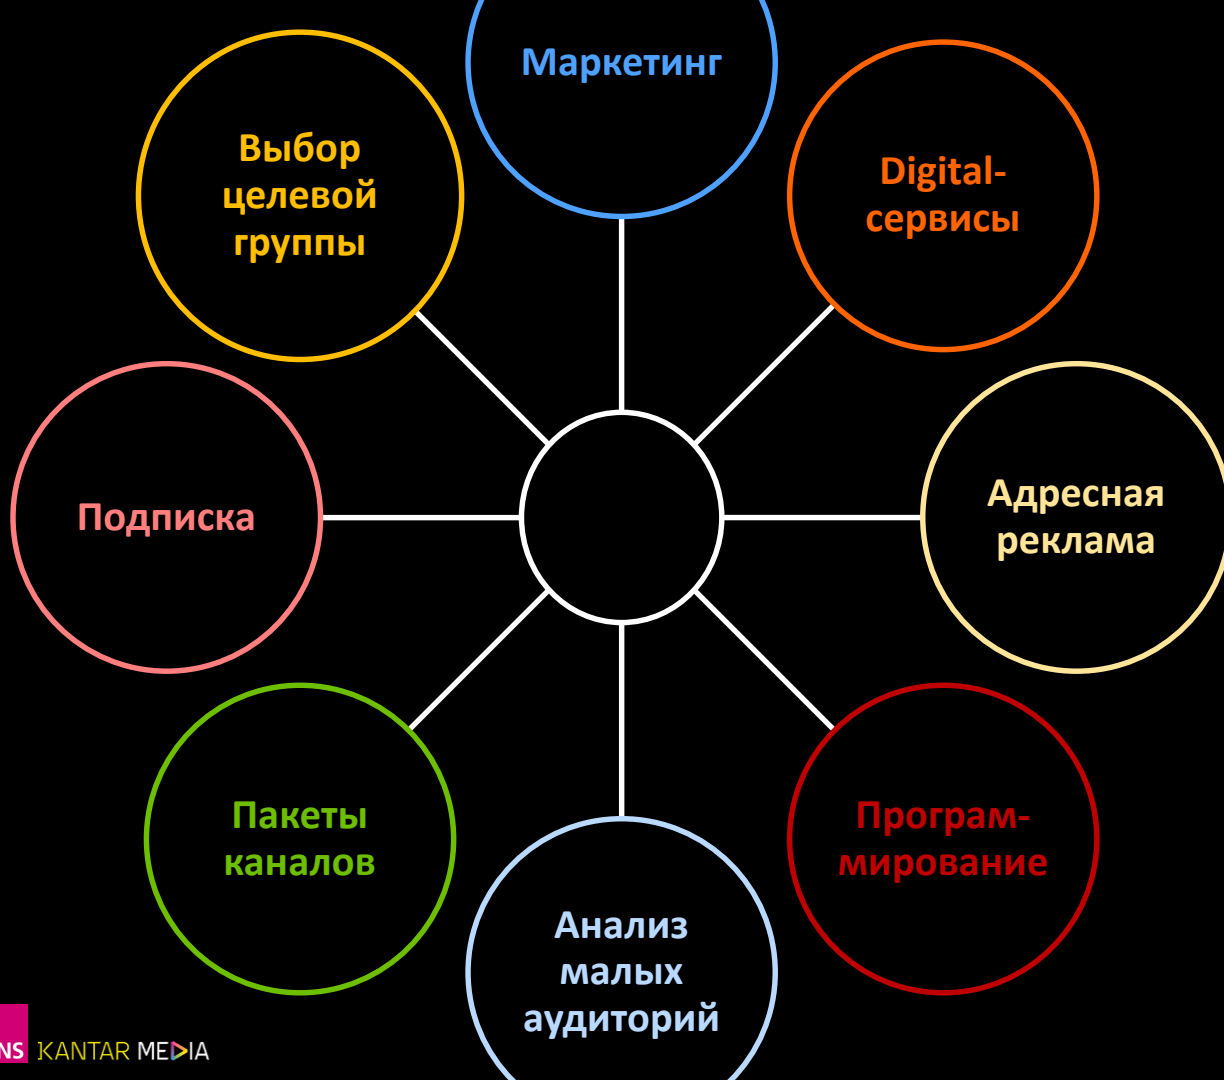 Маркетинг
Выбор
целевой
группы
Digital-
сервисы
Подписка
Адресная
реклама
Пакеты
каналов
Програм-
мирование
Анализ
малых
аудиторий
NS KANTAR MEDIA